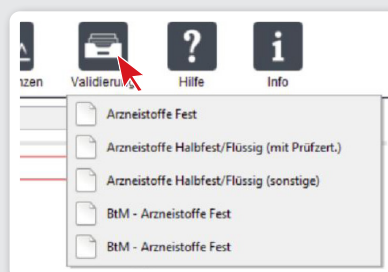 nzen Validierung Hilfe Info
Arzneistoffe Fest
Arzneistoffe Halbfest/Flüssig (mit Prüfzert.)
Arzneistoffe Halbfest/Flüssig (sonstige)
BtM - Arzneistoffe Fest
BtM - Arzneistoffe Fest